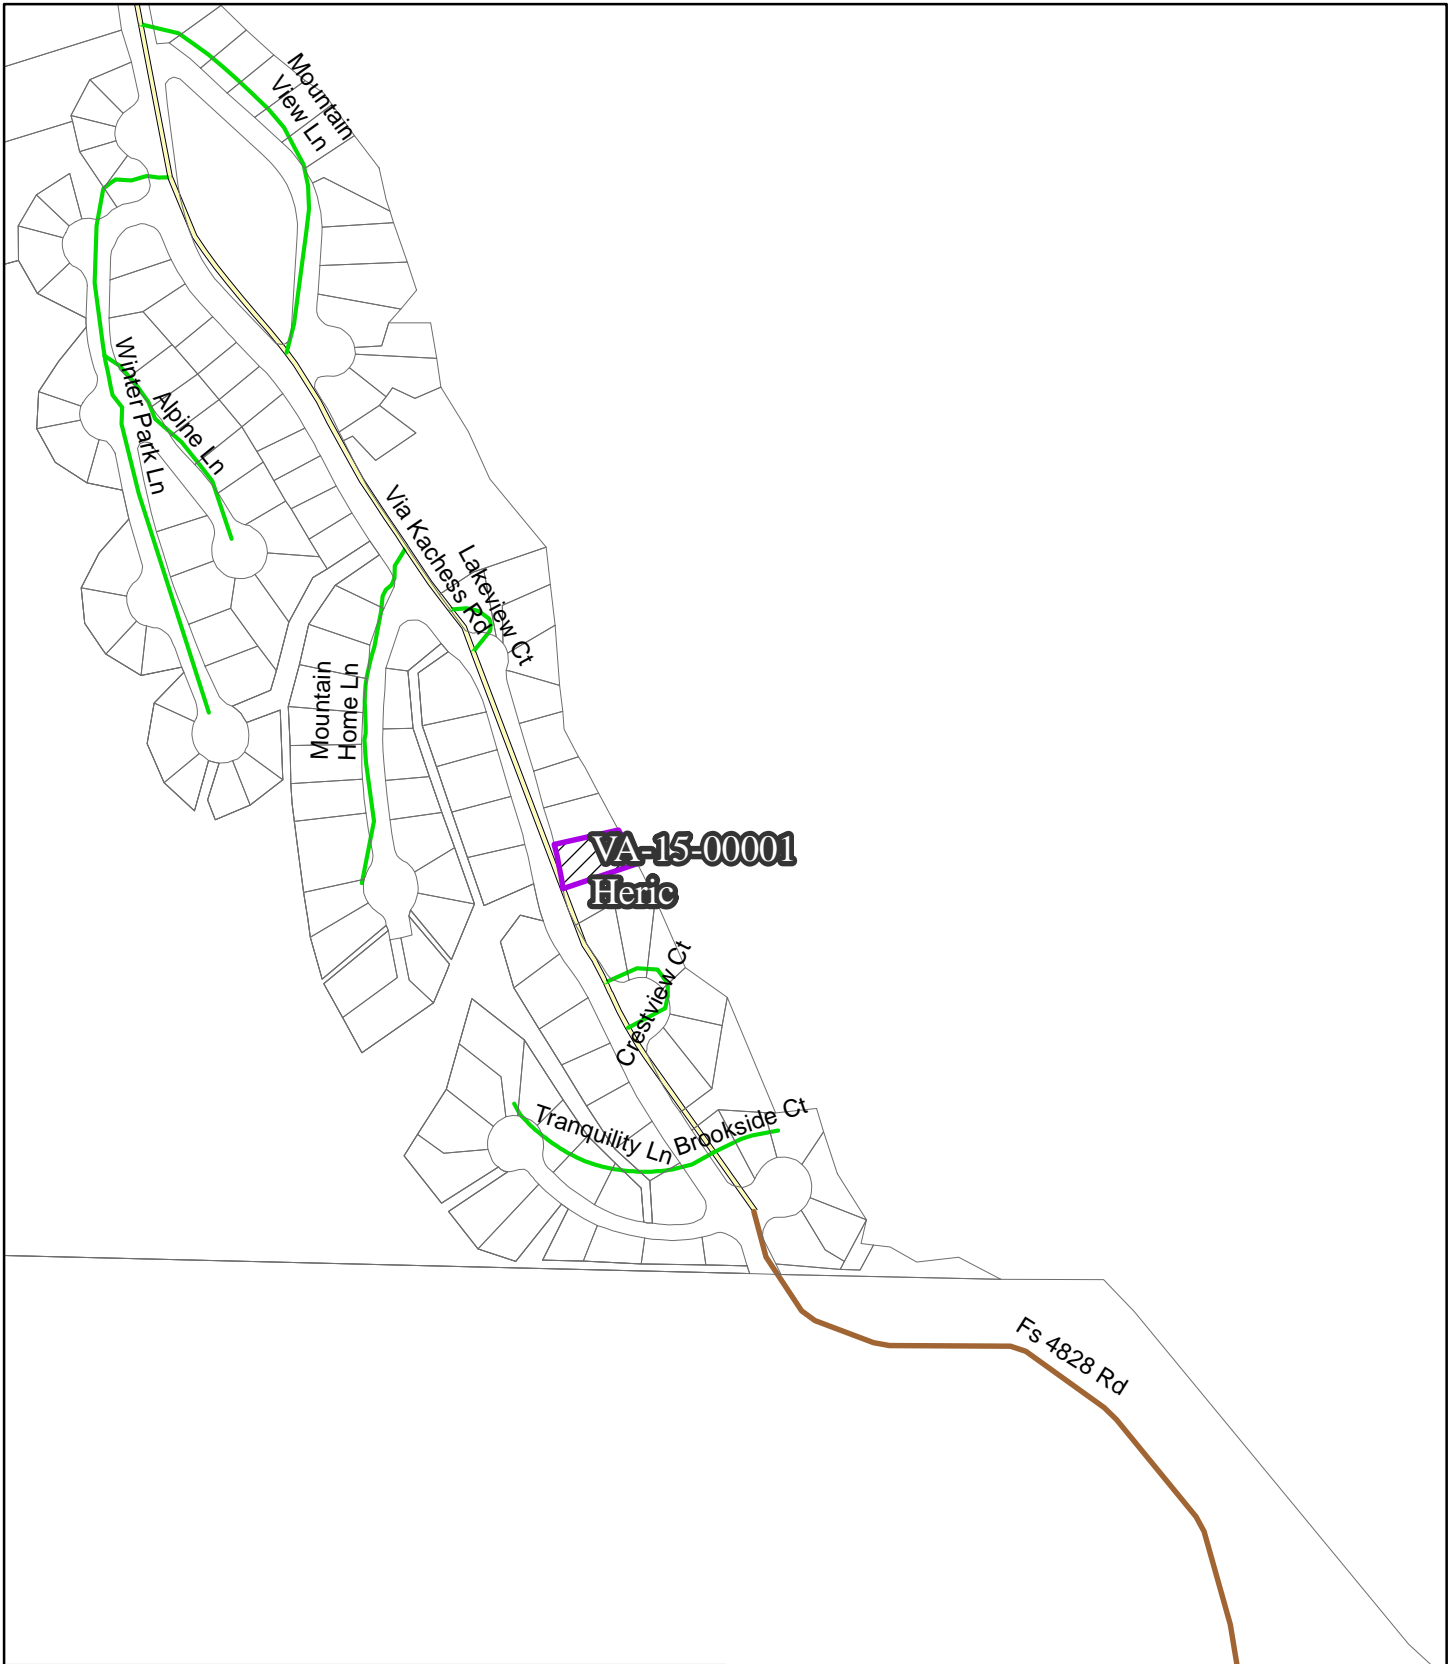 Mountain
View Ln
Winter Park Ln
Alpine Ln
Via Kachess Rd
Lakeview Ct
Mountain
Home Ln
VA-15-00001
Heric
Crestview Ct
Tranquility Ln
Brookside Ct
Fs 4828 Rd